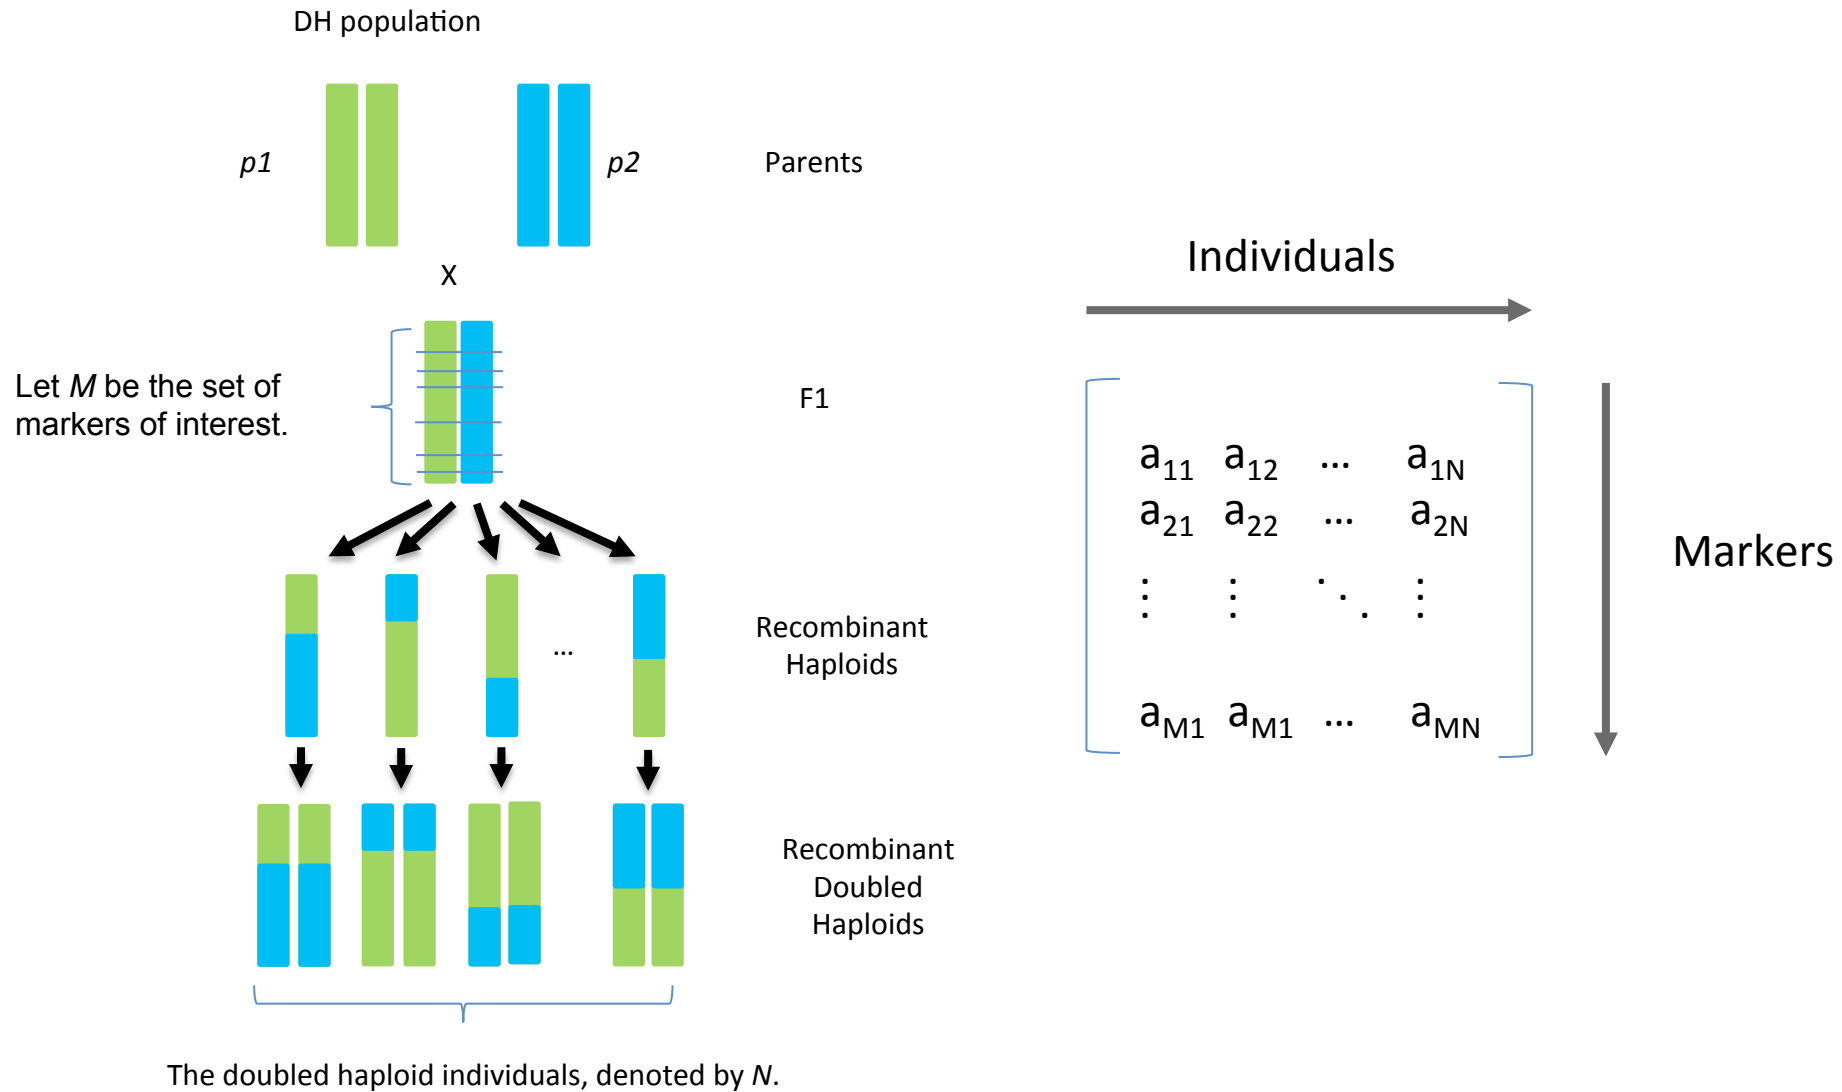 DH population
p1
p2
Parents
X
Let M be the set of
markers of interest.
F1
...
Recombinant
Haploids
Recombinant
Doubled
Haploids
The doubled haploid individuals, denoted by N.
Individuals
a11 a12 ... a1N
a21 a22 ... a2N
⋮ ⋮ ⋱ ⋮
aM1 aM1 ... aMN
Markers